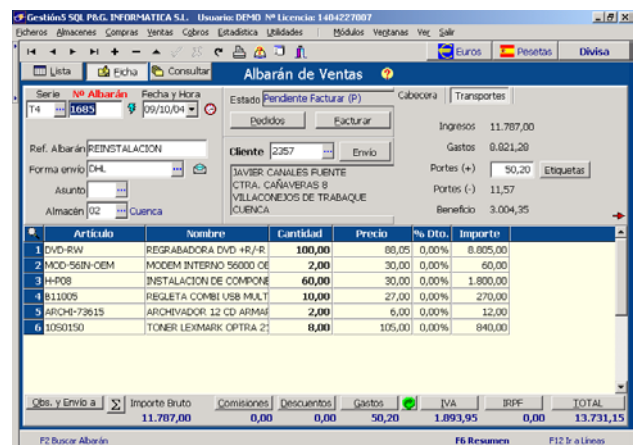 Gestión5 SQL P&G. INFORMATICA S.L. Usuario: DEMO Nº Licencia: 1404227007
Ficheros Almacenes Compras Ventas Cobros Estadística Utilidades Módulos Ventanas Ver Salir
Euros Pesetas Divisa
Lista Ficha Consultar Albarán de Ventas
Serie Nº Albarán Fecha y Hora
T4 1685 09/10/04
Estado Pendiente Facturar (P)
Cabecera Transportes
Pedidos Facturar
Ingresos 11.787,00
Ref. Albarán REINSTALACION
Cliente 2357 Envío
Gastos 8.821,28
Forma envío DHL
JAVIER CANALES FUENTE
CTRA. CAÑAVERAS 8
VILLACONEJOS DE TRABAQUE
CUENCA
Portes (+) 50,20 Etiquetas
Asunto
Portes (-) 11,57
Almacén 02 Cuenca
Beneficio 3.004,35
Artículo Nombre Cantidad Precio % Dto. Importe
1 DVD-RW REGRABADORA DVD +R/-R 100,00 88,05 0,00% 8.805,00
2 MOD-56IN-OEM MODEM INTERNO 56000 OE 2,00 30,00 0,00% 60,00
3 H-P08 INSTALACION DE COMPONE 60,00 30,00 0,00% 1.800,00
4 B11005 REGLETA COMBI USB MULT 10,00 27,00 0,00% 270,00
5 ARCHI-73615 ARCHIVADOR 12 CD ARMAR 2,00 6,00 0,00% 12,00
6 10S0150 TONER LEXMARK OPTRA 21 8,00 105,00 0,00% 840,00
Obs. y Envio a Σ Importe Bruto Comisiones Descuentos Gastos IVA IRPF TOTAL
11.787,00 0,00 0,00 50,20 1.893,95 0,00 13.731,15
F2 Buscar Albarán F6 Resumen F12 Ir a Líneas